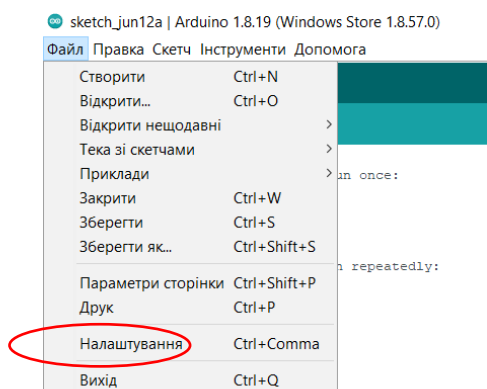 sketch_jun12a | Arduino 1.8.19 (Windows Store 1.8.57.0)
Файл Правка Скетч Інструменти Допомога
Створити Ctrl+N
Відкрити... Ctrl+O
Відкрити нещодавні >
Тека зі скетчами >
Приклади >
un once:
Закрити Ctrl+W
Зберегти Ctrl+S
Зберегти як... Ctrl+Shift+S
repeatedly:
Параметри сторінки Ctrl+Shift+P
Друк Ctrl+P
Налаштування Ctrl+Comma
Вихід Ctrl+Q